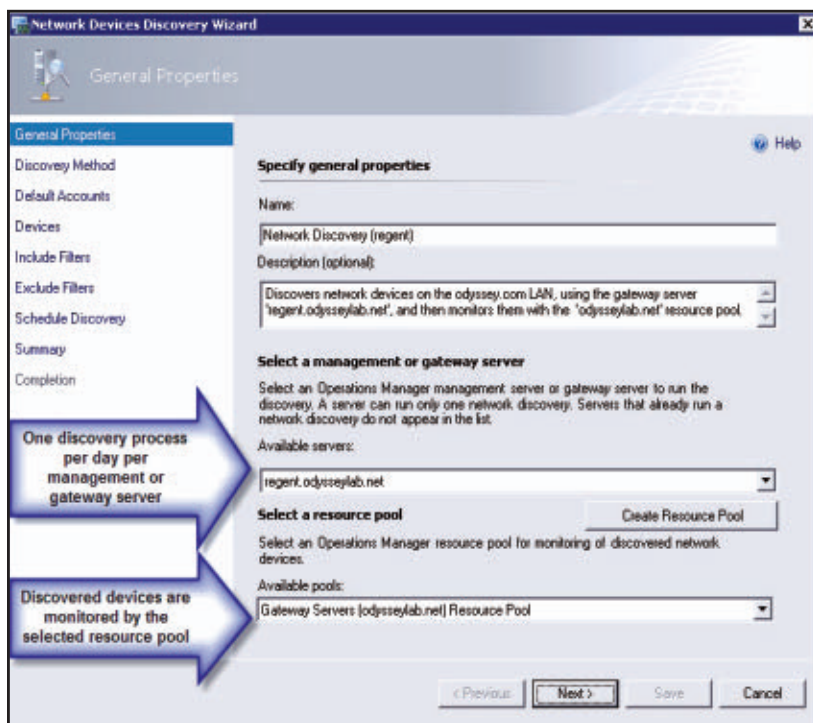 Network Devices Discovery Wizard
General Properties
General Properties
Discovery Method
Default Accounts
Devices
Include Filters
Exclude Filters
Schedule Discovery
Summary
Completion
One discovery process
per day per
management or
gateway server
Discovered devices are
monitored by the
selected resource pool
Help
Specify general properties
Name:
Network Discovery (regent)
Description (optional):
Discovers network devices on the odyssey.com LAN, using the gateway server
'regent.odysseylab.net', and then monitors them with the 'odysseylab.net' resource pool.
Select a management or gateway server
Select an Operations Manager management server or gateway server to run the
discovery. A server can run only one network discovery. Servers that already run a
network discovery do not appear in the list.
Available servers:
regent.odysseylab.net
Select a resource pool
Create Resource Pool
Select an Operations Manager resource pool for monitoring of discovered network
devices.
Available pools:
Gateway Servers (odysseylab.net) Resource Pool
< Previous
Next >
Save
Cancel